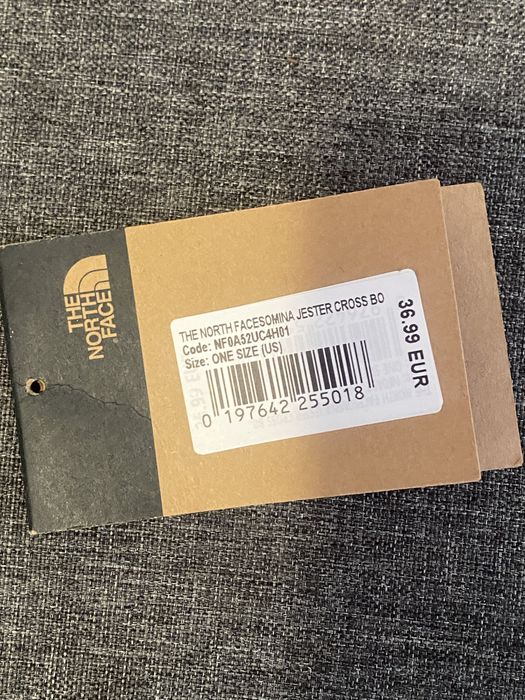 THE
NORTH
FACE
THE NORTH FACESOMINA JESTER CROSS BO
Code: NF0A52UC4H01
Size: ONE SIZE (US)
0 197642 255018
36.99 EUR